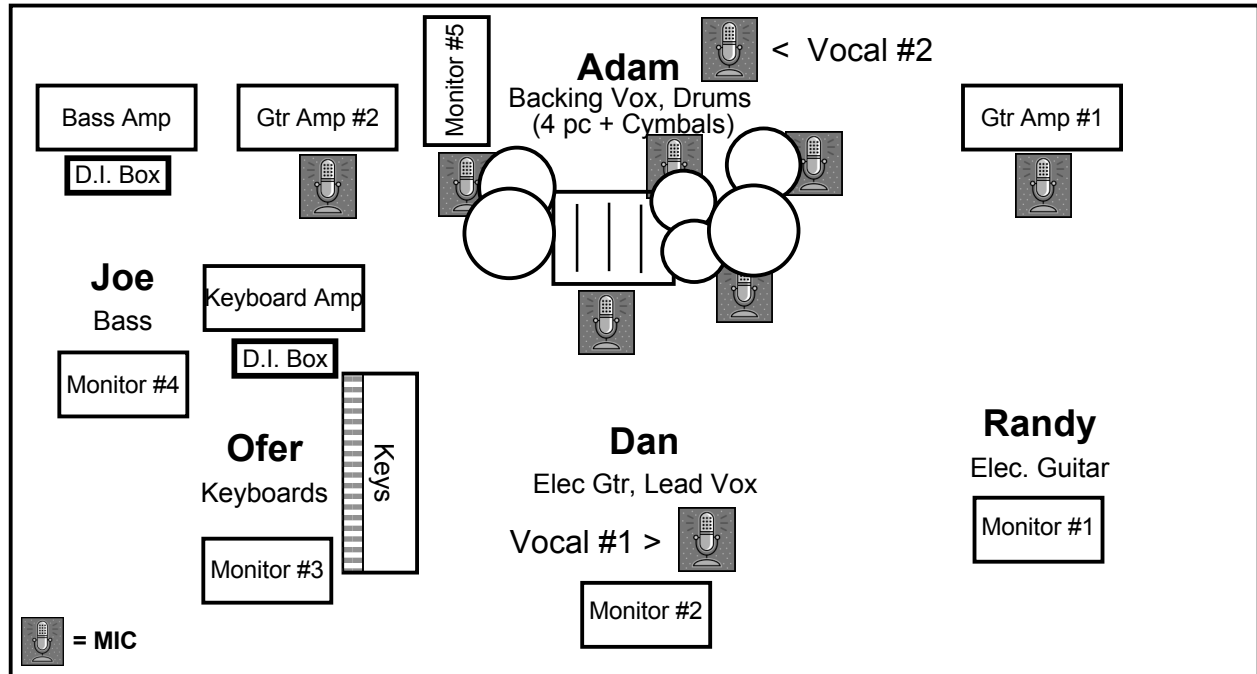 Monitor #5
Adam
< Vocal #2
Backing Vox, Drums
(4 pc + Cymbals)
Bass Amp
Gtr Amp #2
Gtr Amp #1
D.I. Box
Joe
Bass
Keyboard Amp
D.I. Box
Monitor #4
Ofer
Keyboards
Keys
Dan
Elec Gtr, Lead Vox
Randy
Elec. Guitar
Vocal #1 >
Monitor #1
Monitor #3
Monitor #2
= MIC